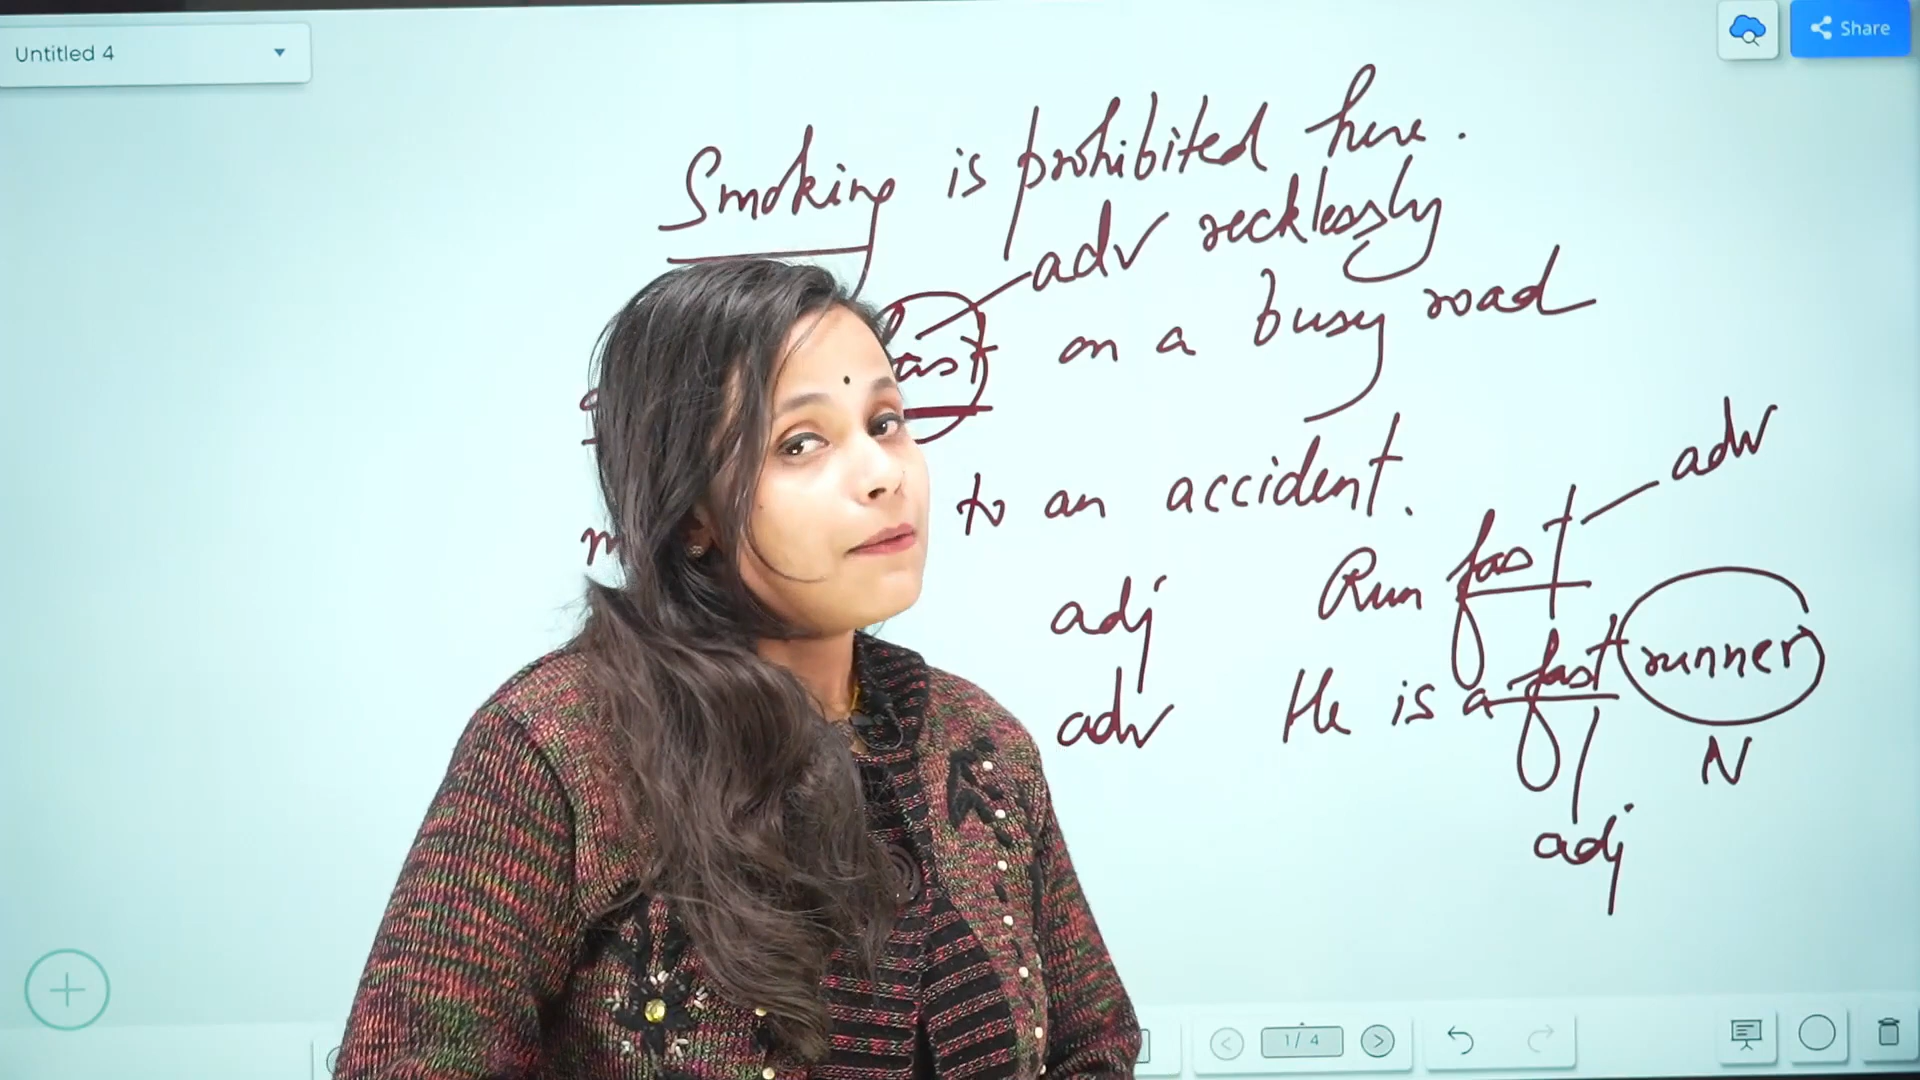 Untitled 4
Share
Smoking is prohibited here.
adv recklessly
fast on a busy road
to an accident.
adv
adj Run fast
adv He is a fast runner
N
adj
1/4